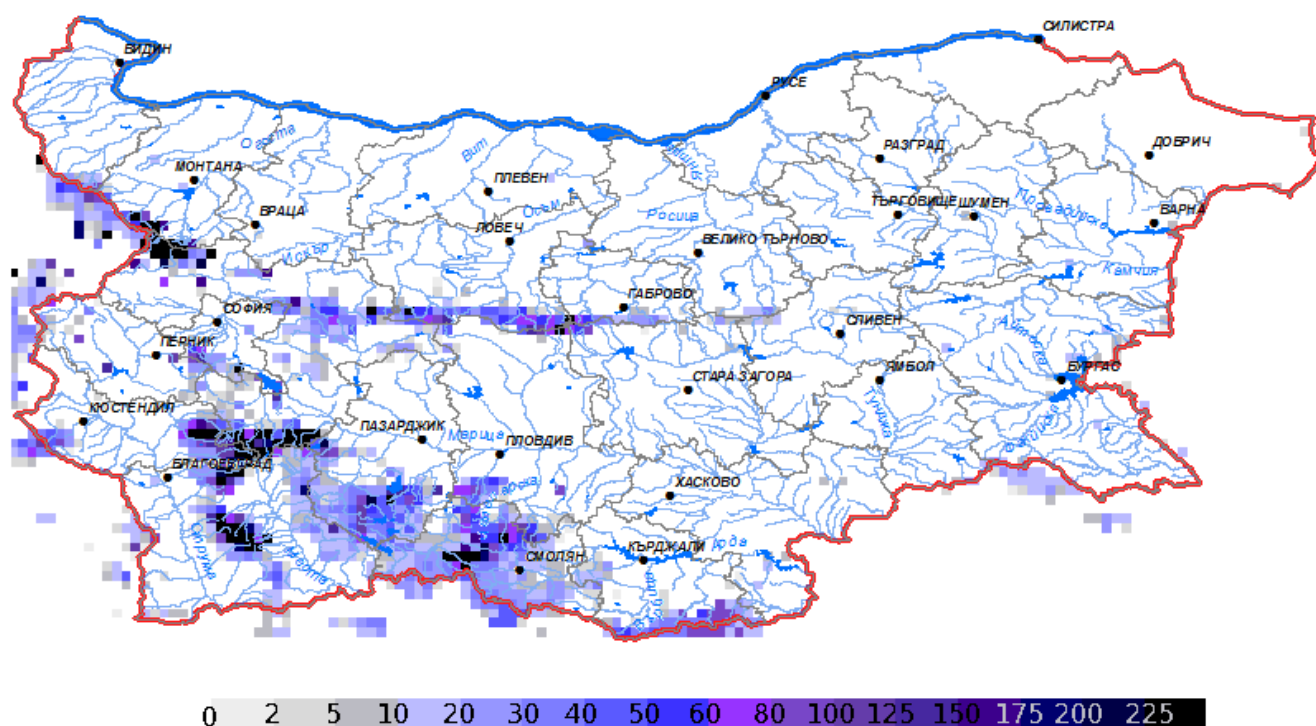 СИЛИСТРА
ВИДИН
РУСЕ
Огоста
Вит
РАЗГРАД
ДОБРИЧ
МОНТАНА
ПЛЕВЕН
Осъм
Росица
ТЪРГОВИЩЕ
ШУМЕН
ВАРНА
ВРАЦА
ЛОВЕЧ
Искър
ВЕЛИКО ТЪРНОВО
Камчия
СОФИЯ
ГАБРОВО
СЛИВЕН
ПЕРНИК
СТАРА ЗАГОРА
ЯМБОЛ
БУРГАС
КЮСТЕНДИЛ
ПАЗАРДЖИК
Марица
ПЛОВДИВ
Тунджа
БЛАГОЕВГРАД
ХАСКОВО
Струма
Места
СМОЛЯН
КЪРДЖАЛИ
0 2 5 10 20 30 40 50 60 80 100 125 150 175 200 225